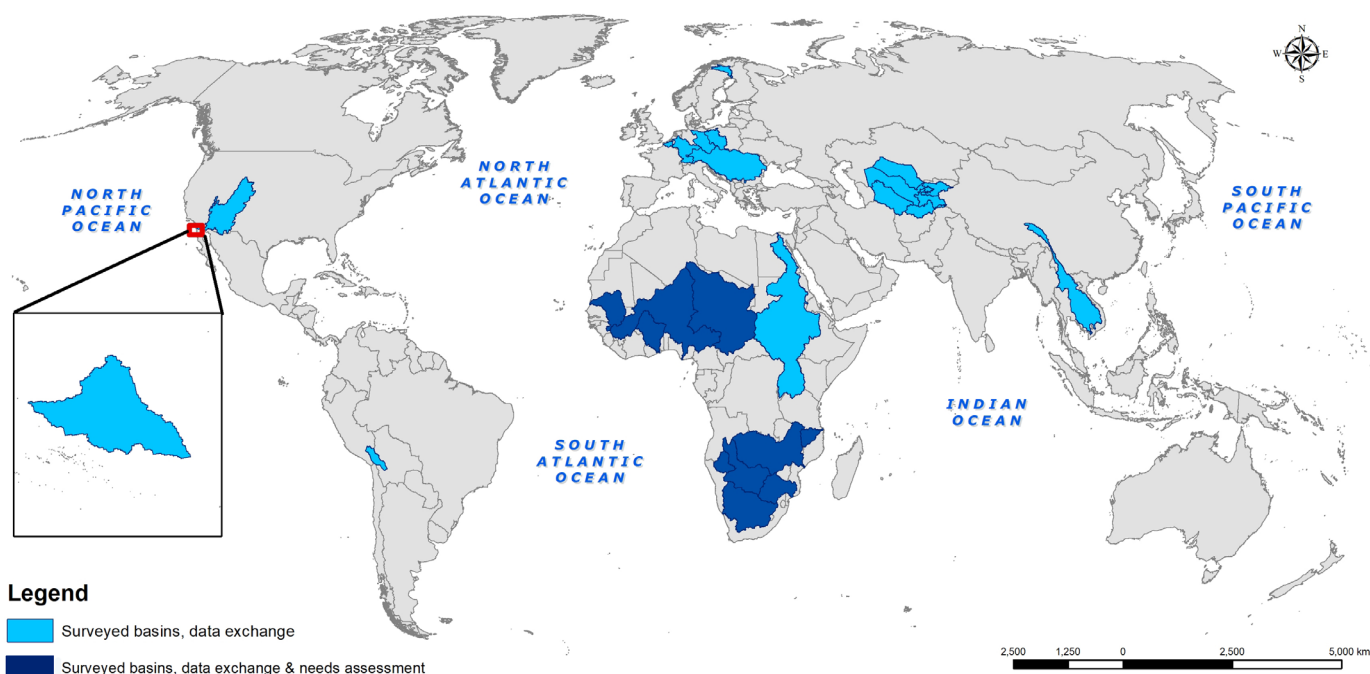 N
W E
S
NORTH
ATLANTIC
OCEAN
NORTH
PACIFIC
OCEAN
SOUTH
PACIFIC
OCEAN
INDIAN
OCEAN
SOUTH
ATLANTIC
OCEAN
Legend
Surveyed basins, data exchange
Surveyed basins, data exchange & needs assessment
2,500 1,250 0 2,500 5,000 km